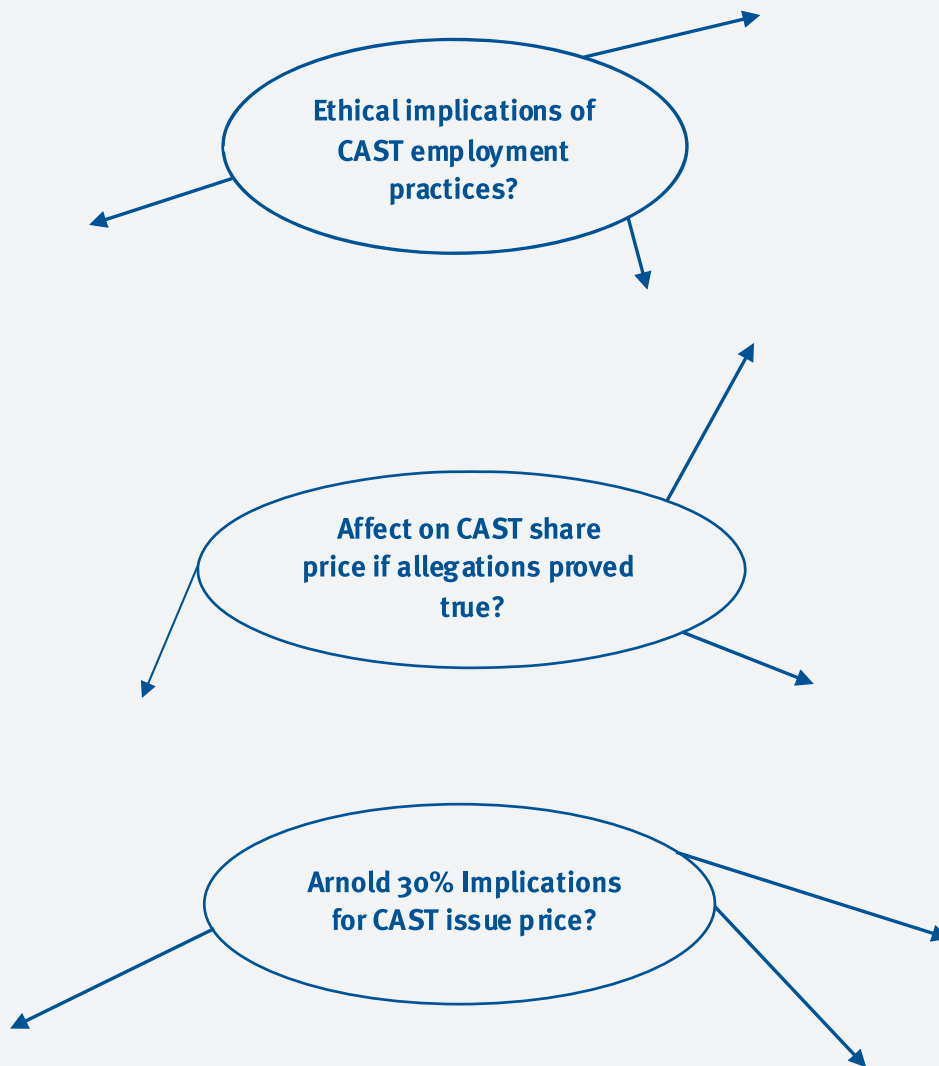 Ethical implications of
CAST employment
practices?
Affect on CAST share
price if allegations proved
true?
Arnold 30% Implications
for CAST issue price?